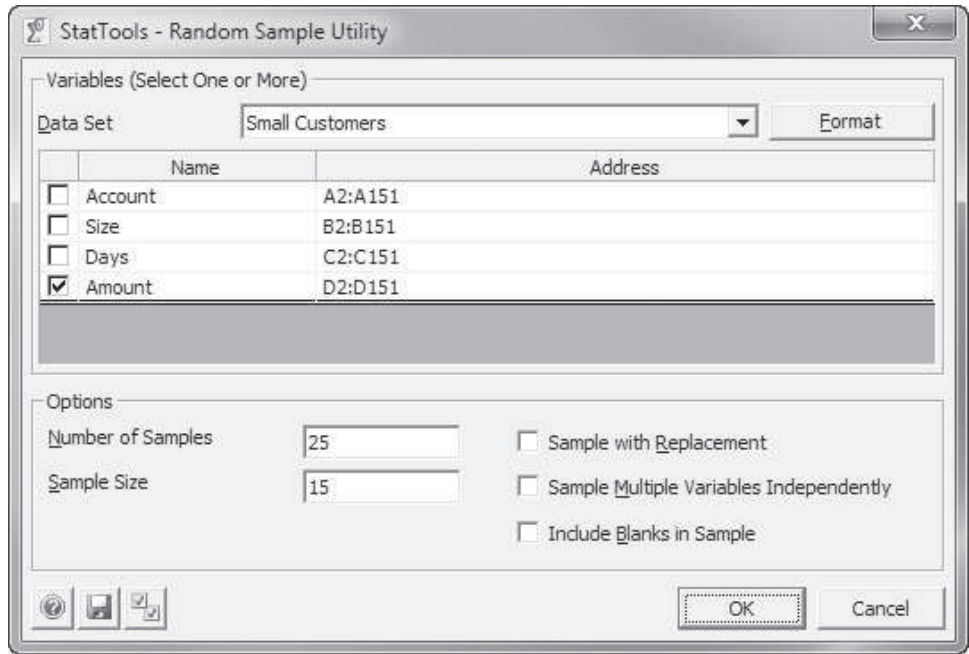 StatTools - Random Sample Utility
Variables (Select One or More)
Data Set Small Customers Format
Name Address
Account A2:A151
Size B2:B151
Days C2:C151
Amount D2:D151
Options
Number of Samples 25 Sample with Replacement
Sample Size 15 Sample Multiple Variables Independently
Include Blanks in Sample
OK Cancel